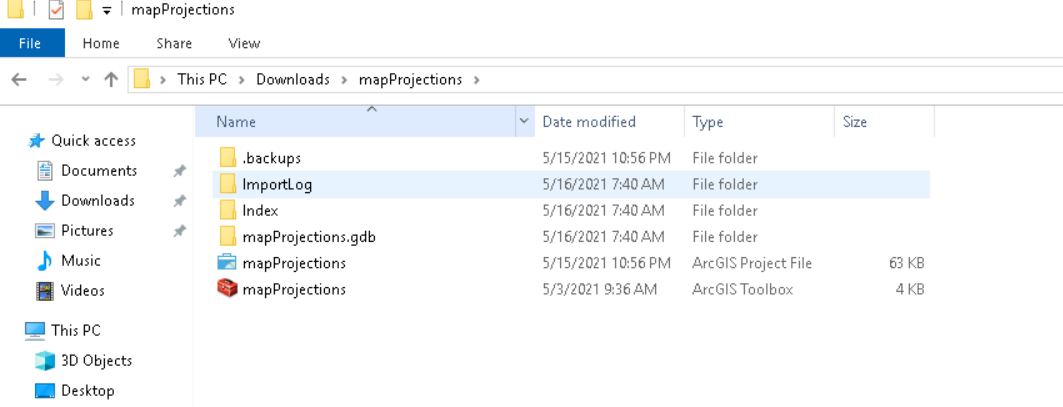 mapProjections
File Home Share View
This PC Downloads mapProjections
Name Date modified Type Size
Quick access
Documents
Downloads
Pictures
Music
Videos
This PC
3D Objects
Desktop
.backups 5/15/2021 10:56 PM File folder
ImportLog 5/16/2021 7:40 AM File folder
Index 5/16/2021 7:40 AM File folder
mapProjections.gdb 5/16/2021 7:40 AM File folder
mapProjections 5/15/2021 10:56 PM ArcGIS Project File 63 KB
mapProjections 5/3/2021 9:36 AM ArcGIS Toolbox 4 KB